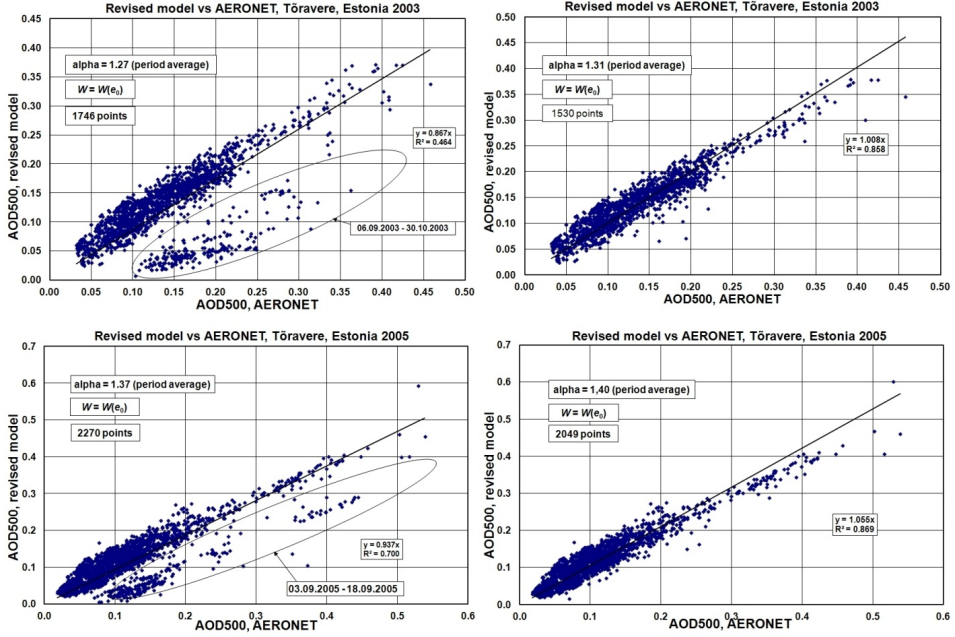 Revised model vs AERONET, Tõravere, Estonia 2003
AOD500, revised model
0.45
0.40
0.35
0.30
0.25
0.20
0.15
0.10
0.05
0.00
alpha = 1.27 (period average)
W = W(e₀)
1746 points
y = 0.867x
R² = 0.464
06.09.2003 - 30.10.2003
0.00 0.05 0.10 0.15 0.20 0.25 0.30 0.35 0.40 0.45 0.50
AOD500, AERONET
Revised model vs AERONET, Tõravere, Estonia 2003
AOD500, revised model
0.50
0.45
0.40
0.35
0.30
0.25
0.20
0.15
0.10
0.05
0.00
alpha = 1.31 (period average)
W = W(e₀)
1530 points
y = 1.008x
R² = 0.858
0.00 0.05 0.10 0.15 0.20 0.25 0.30 0.35 0.40 0.45 0.50
AOD500, AERONET
Revised model vs AERONET, Tõravere, Estonia 2005
AOD500, revised model
0.7
0.6
0.5
0.4
0.3
0.2
0.1
0.0
alpha = 1.37 (period average)
W = W(e₀)
2270 points
y = 0.937x
R² = 0.700
03.09.2005 - 18.09.2005
0.0 0.1 0.2 0.3 0.4 0.5 0.6
AOD500, AERONET
Revised model vs AERONET, Tõravere, Estonia 2005
AOD500, revised model
0.7
0.6
0.5
0.4
0.3
0.2
0.1
0.0
alpha = 1.40 (period average)
W = W(e₀)
2049 points
y = 1.055x
R² = 0.869
0.0 0.1 0.2 0.3 0.4 0.5 0.6
AOD500, AERONET